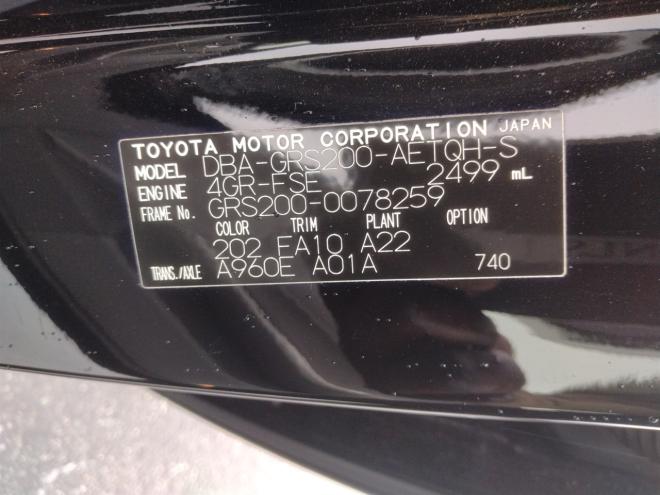 TOYOTA MOTOR CORPORATION JAPAN
MODEL DBA-GRS200-AETQH-S
ENGINE 4GR-FSE 2499 mL
FRAME No. GRS200-0078259
COLOR TRIM PLANT OPTION
202 FA10 A22
TRANS./AXLE A960E A01A 740